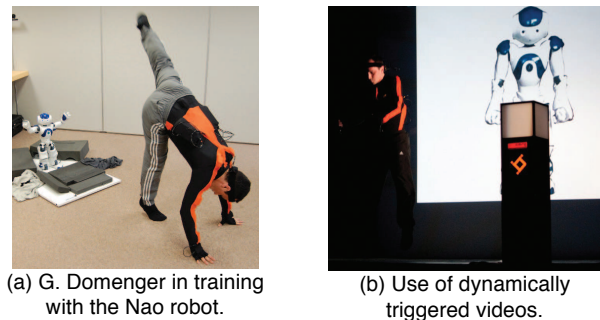 (a) G. Domenger in training
with the Nao robot.
(b) Use of dynamically
triggered videos.